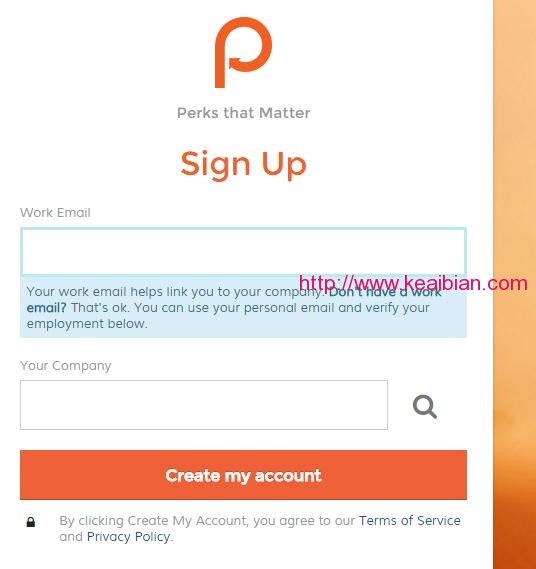 Perks that Matter
Sign Up
Work Email
http://www.keaibian.com
Your work email helps link you to your company. Don't have a work
email? That's ok. You can use your personal email and verify your
employment below.
Your Company
Create my account
By clicking Create My Account, you agree to our Terms of Service
and Privacy Policy.